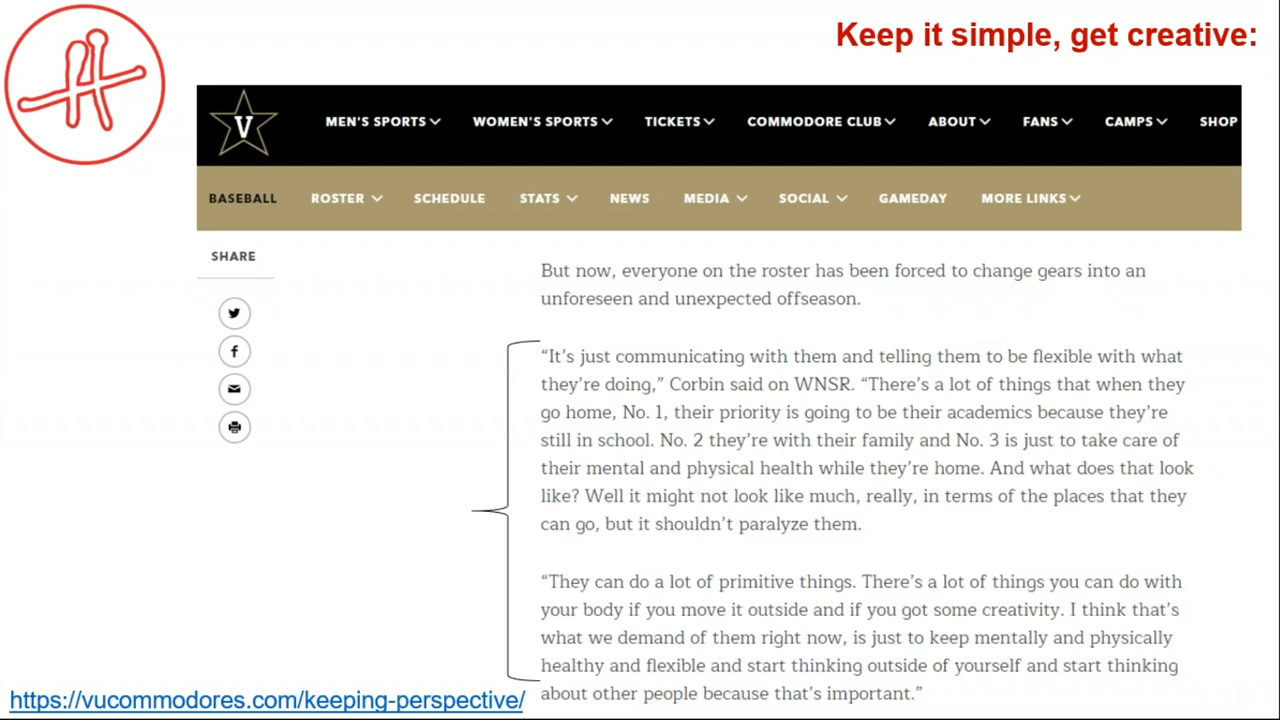 Keep it simple, get creative:
V
MEN'S SPORTS WOMEN'S SPORTS TICKETS COMMODORE CLUB ABOUT FANS CAMPS SHOP
BASEBALL ROSTER SCHEDULE STATS NEWS MEDIA SOCIAL GAMEDAY MORE LINKS
SHARE
But now, everyone on the roster has been forced to change gears into an
unforeseen and unexpected offseason.
“It’s just communicating with them and telling them to be flexible with what
they’re doing,” Corbin said on WNSR. “There’s a lot of things that when they
go home, No. 1, their priority is going to be their academics because they’re
still in school. No. 2 they’re with their family and No. 3 is just to take care of
their mental and physical health while they’re home. And what does that look
like? Well it might not look like much, really, in terms of the places that they
can go, but it shouldn’t paralyze them.
“They can do a lot of primitive things. There’s a lot of things you can do with
your body if you move it outside and if you got some creativity. I think that’s
what we demand of them right now, is just to keep mentally and physically
healthy and flexible and start thinking outside of yourself and start thinking
about other people because that’s important.”
https://vucommodores.com/keeping-perspective/